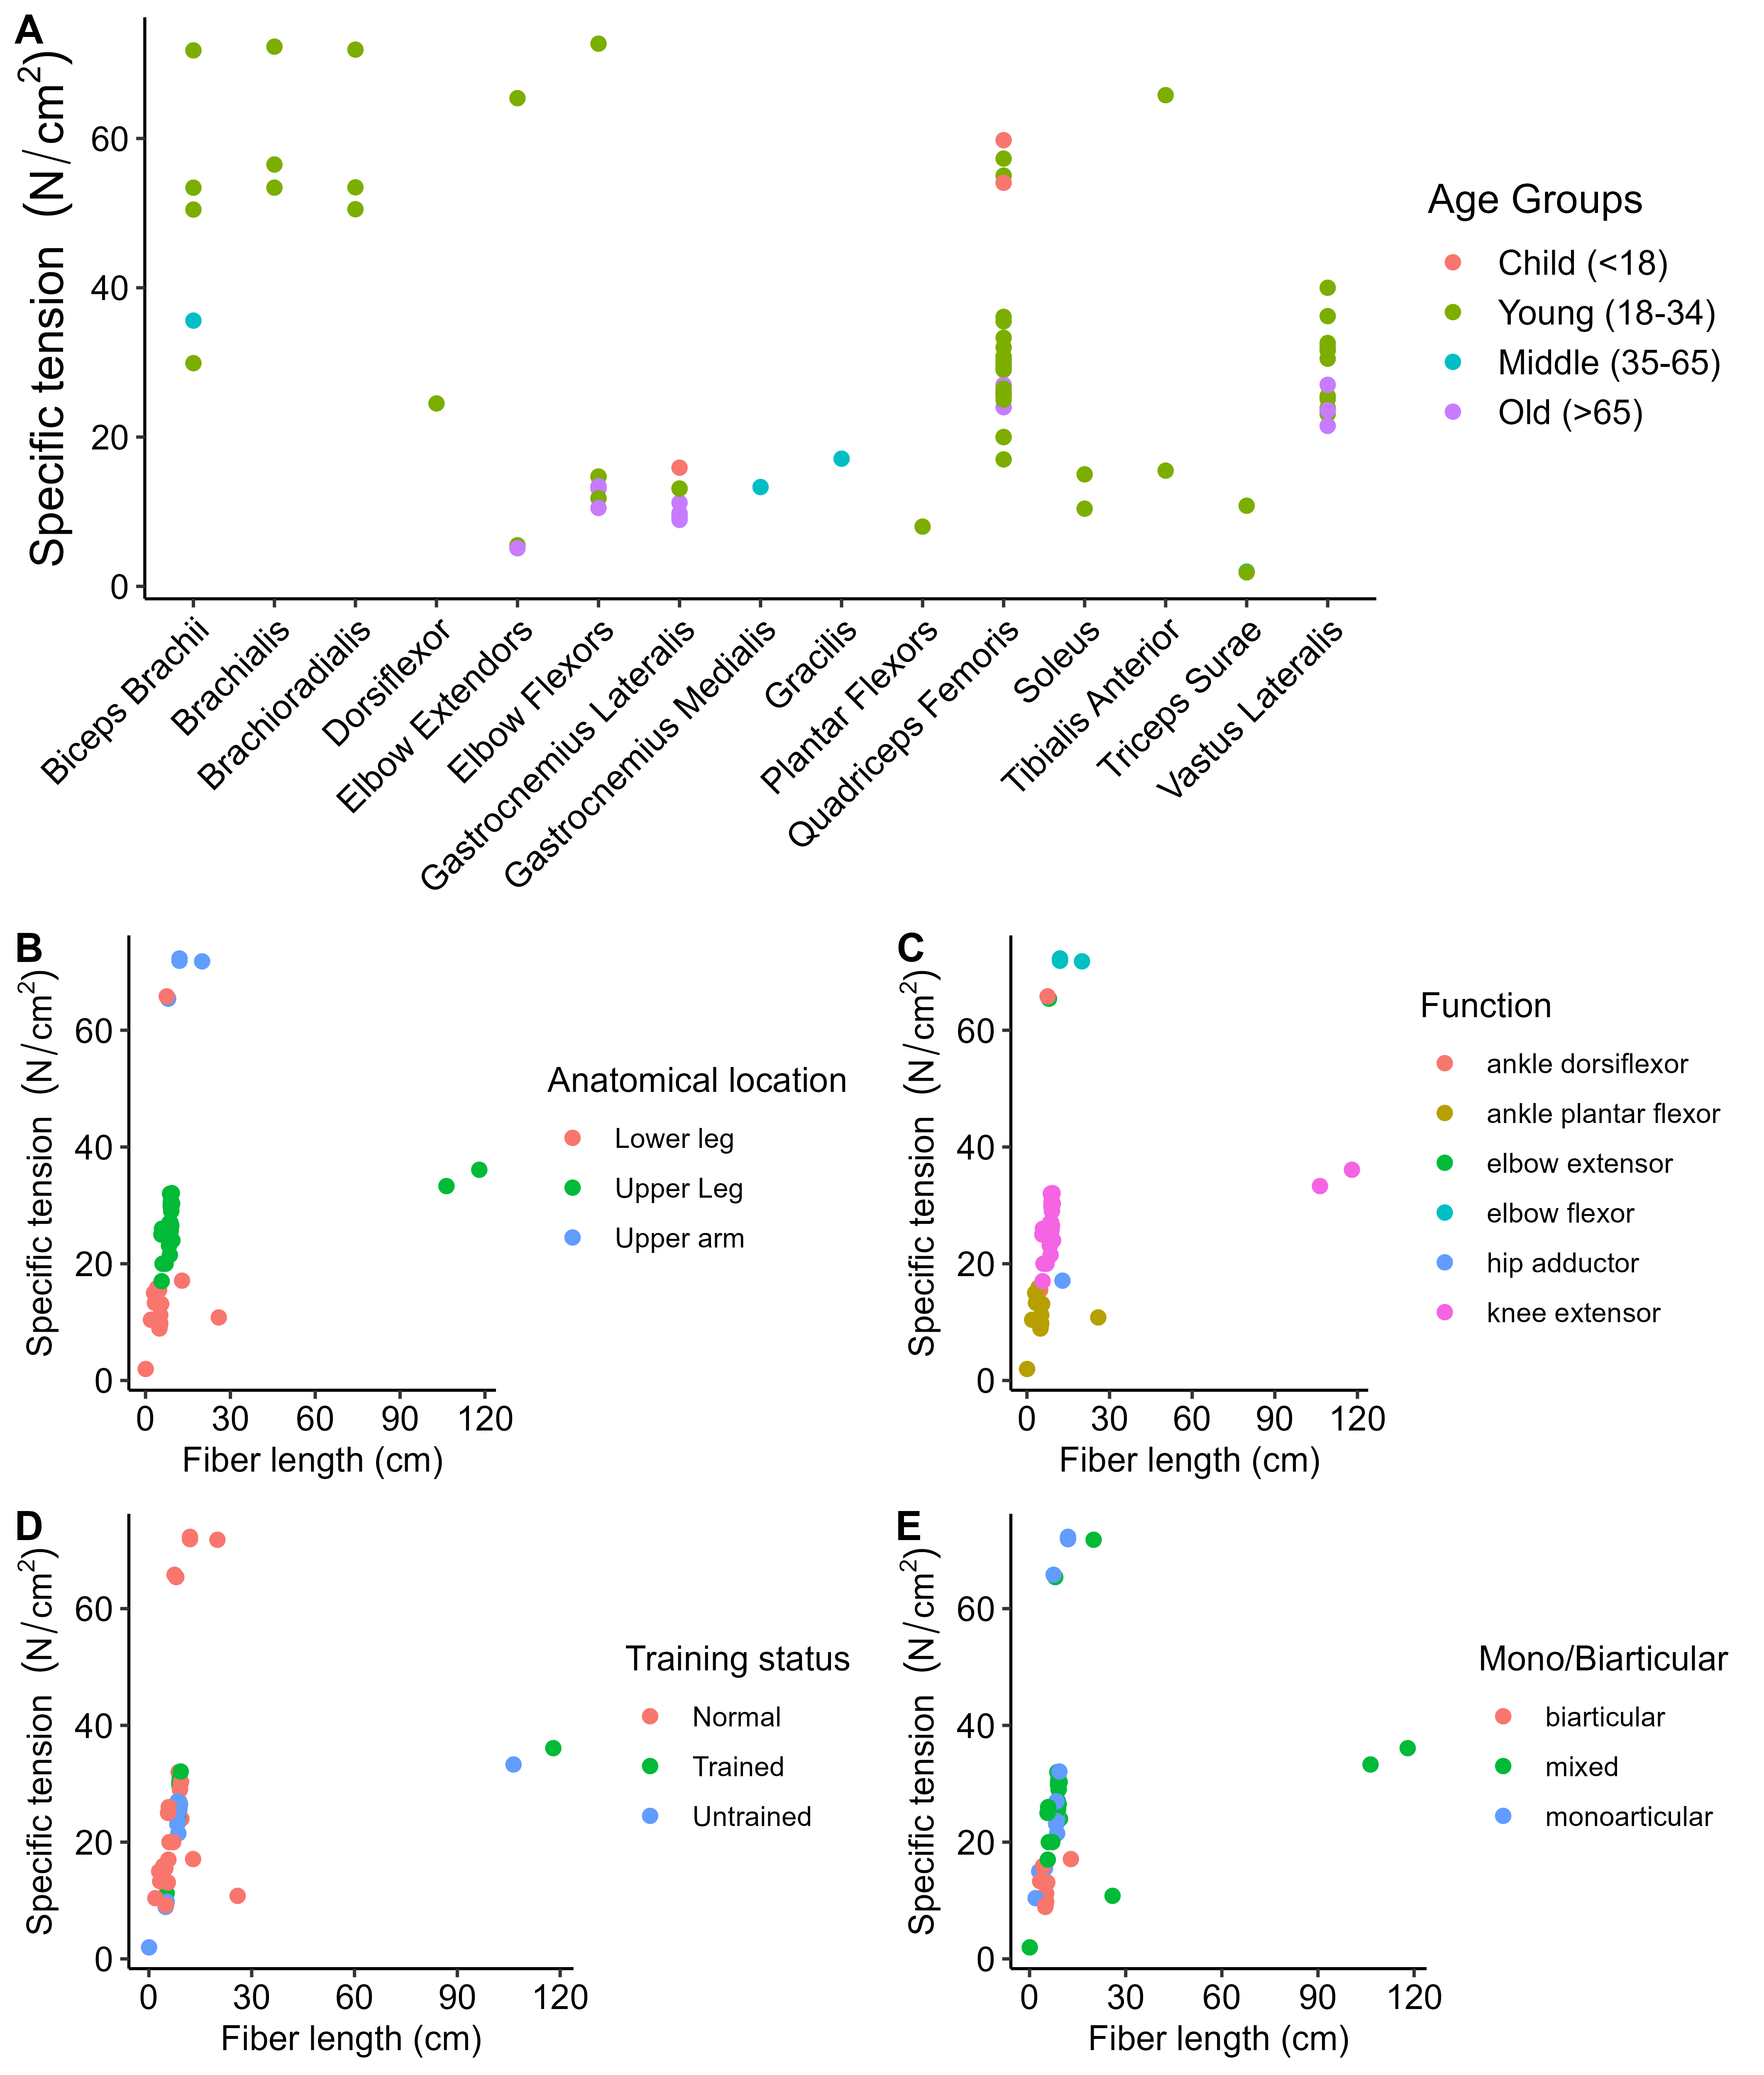 A
Specific tension (N/cm²)
60
40
20
0
Biceps Brachii
Brachialis
Brachioradialis
Dorsiflexor
Elbow Extendors
Elbow Flexors
Gastrocnemius Lateralis
Gastrocnemius Medialis
Gracilis
Plantar Flexors
Quadriceps Femoris
Soleus
Tibialis Anterior
Triceps Surae
Vastus Lateralis
Age Groups
Child (<18)
Young (18-34)
Middle (35-65)
Old (>65)
B
Specific tension (N/cm²)
60
40
20
0
0 30 60 90 120
Fiber length (cm)
Anatomical location
Lower leg
Upper Leg
Upper arm
C
Specific tension (N/cm²)
60
40
20
0
0 30 60 90 120
Fiber length (cm)
Function
ankle dorsiflexor
ankle plantar flexor
elbow extensor
elbow flexor
hip adductor
knee extensor
D
Specific tension (N/cm²)
60
40
20
0
0 30 60 90 120
Fiber length (cm)
Training status
Normal
Trained
Untrained
E
Specific tension (N/cm²)
60
40
20
0
0 30 60 90 120
Fiber length (cm)
Mono/Biarticular
biarticular
mixed
monoarticular